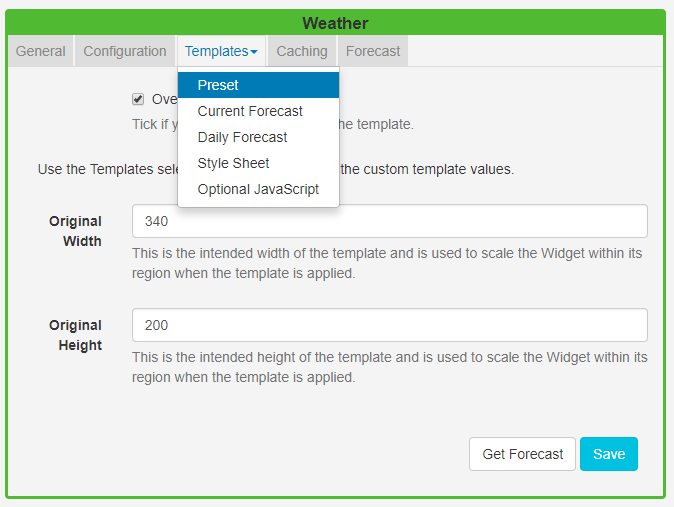 Weather
General Configuration Templates Caching Forecast
Preset
Current Forecast
Daily Forecast
Style Sheet
Optional JavaScript
Ove
Tick if y he template.
Use the Templates sele the custom template values.
Original Width
340
This is the intended width of the template and is used to scale the Widget within its
region when the template is applied.
Original Height
200
This is the intended height of the template and is used to scale the Widget within its
region when the template is applied.
Get Forecast Save